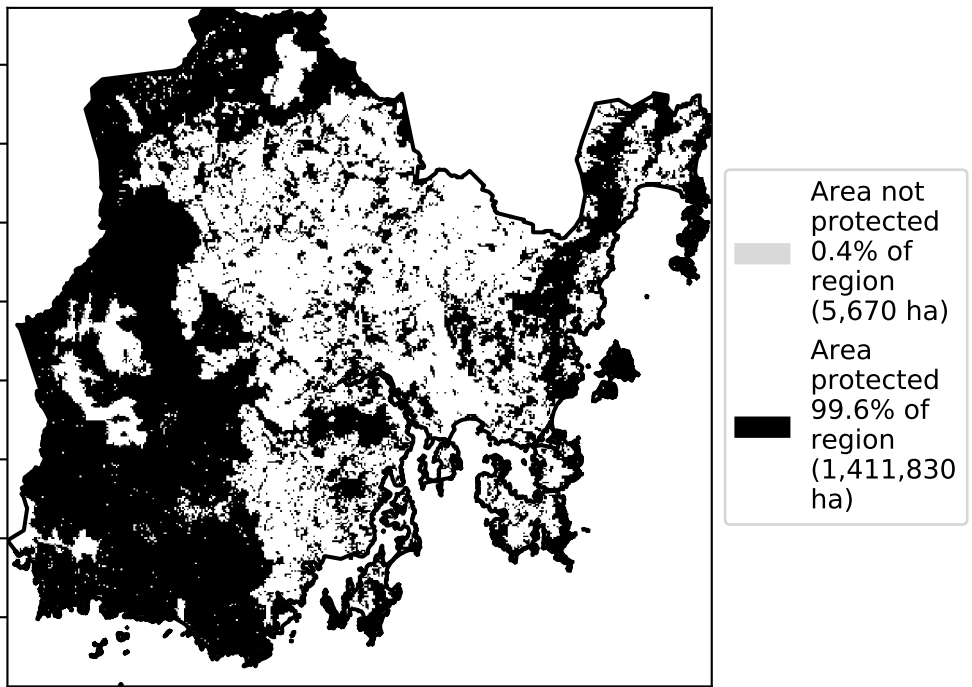 Area not
protected
0.4% of
region
(5,670 ha)
Area
protected
99.6% of
region
(1,411,830
ha)